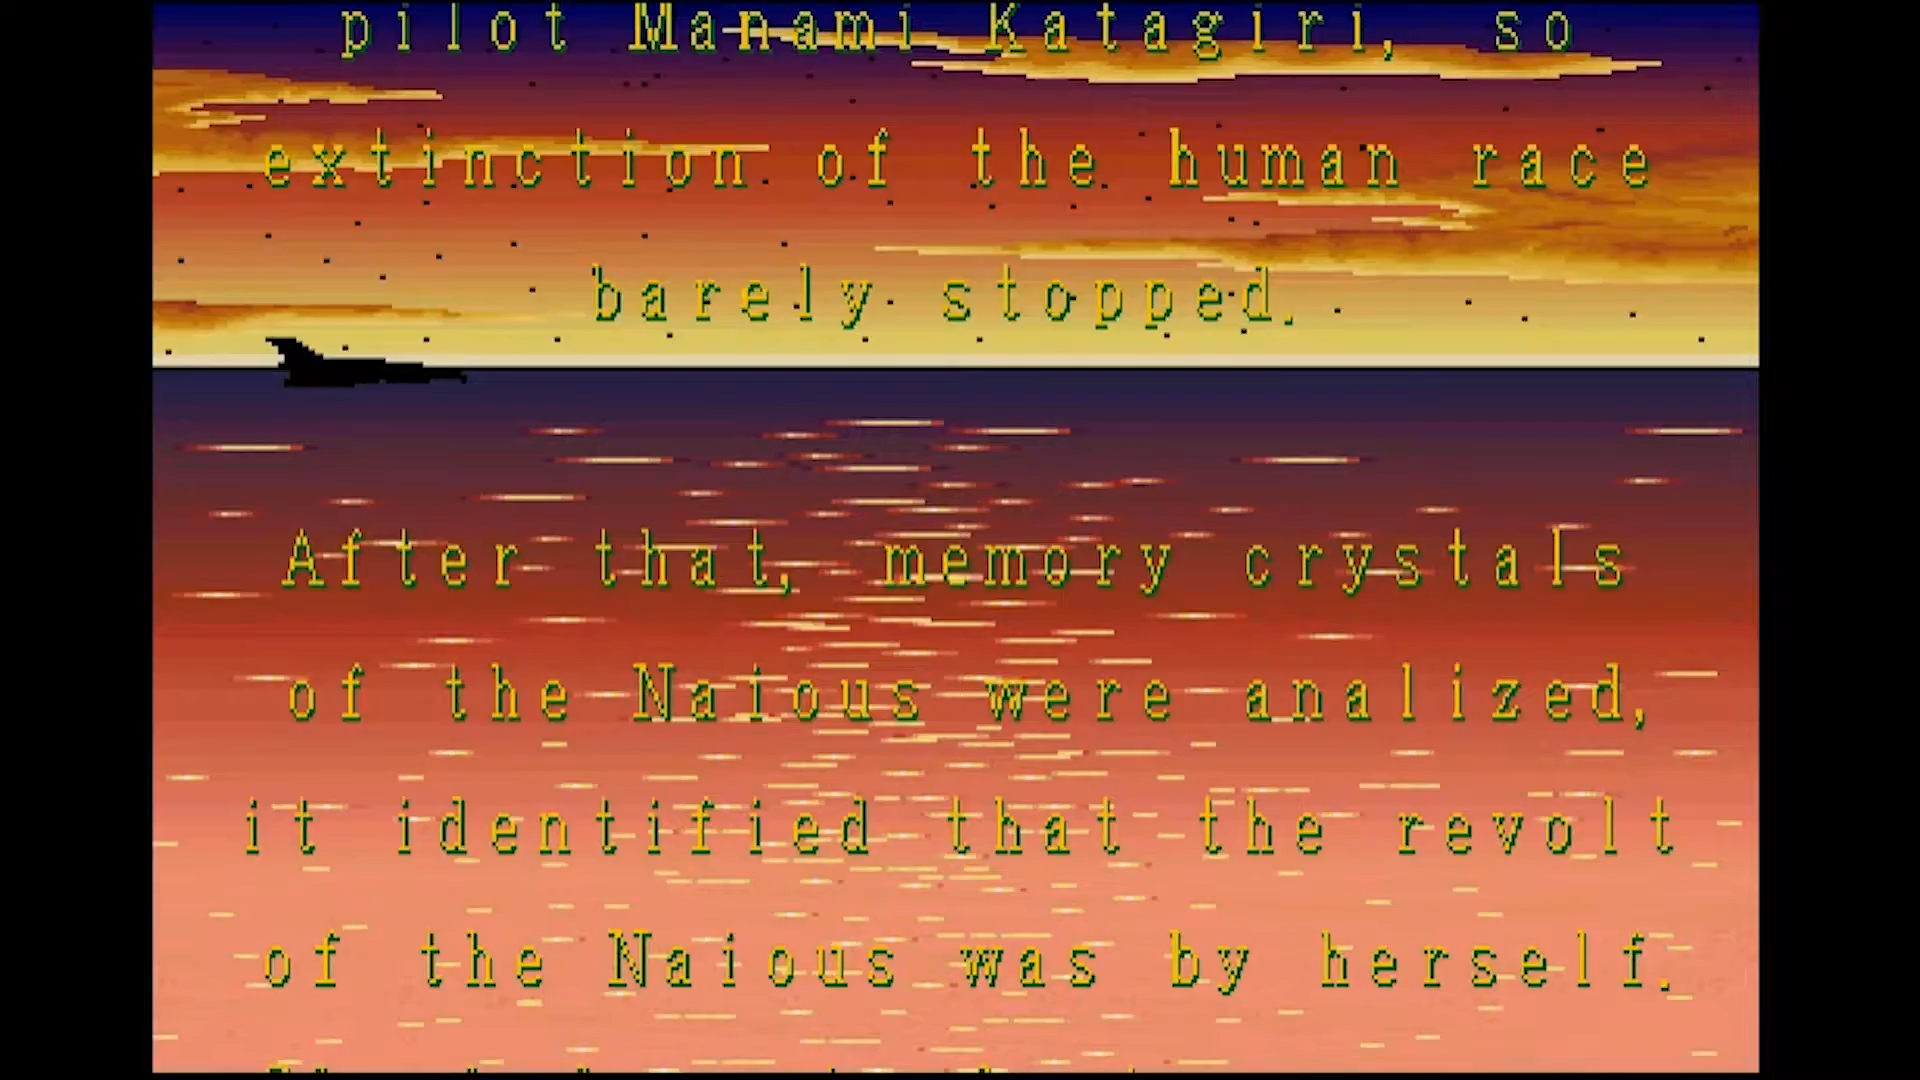 pilot Manami Katagiri, so
extinction of the human race
barely stopped.
After that, memory crystals
of the Naious were analized,
it identified that the revolt
of the Naious was by herself.